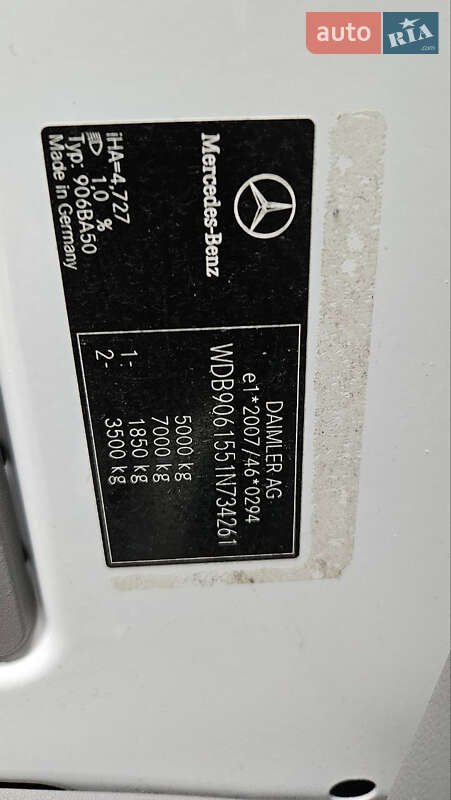 auto RIA.com
Mercedes-Benz
iHA=4,727
1.0 %
Typ: 906BA50
Made in Germany
DAIMLER AG
e1*2007/46*0294
WDB9061551N734261
5000 kg
7000 kg
1- 1850 kg
2- 3500 kg